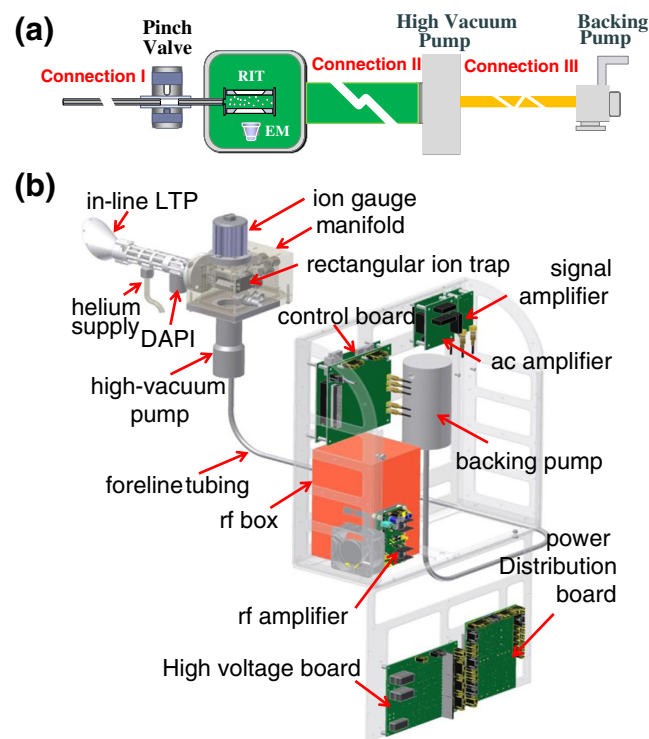 (a)
Pinch
Valve
High Vacuum
Pump
Backing
Pump
Connection I
Connection II
Connection III
RIT
EM
(b)
in-line LTP
ion gauge
manifold
rectangular ion trap
signal
amplifier
helium
supply
DAPI
control board
ac amplifier
high-vacuum
pump
backing pump
foreline tubing
rf box
power
Distribution
board
rf amplifier
High voltage board